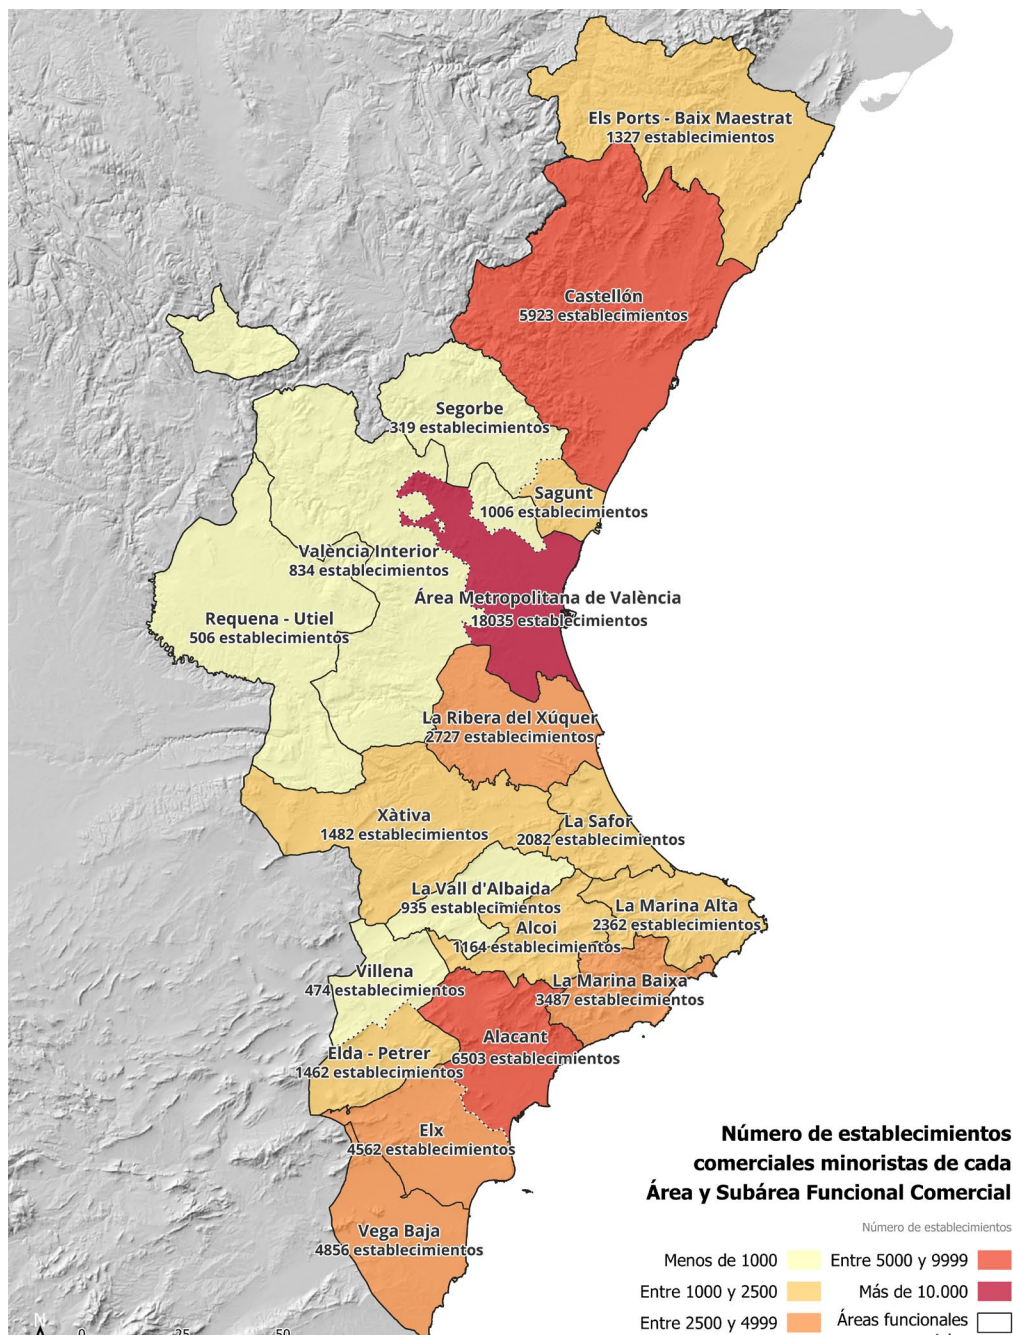 Els Ports - Baix Maestrat
1327 establecimientos
Castellón
5923 establecimientos
Segorbe
319 establecimientos
Sagunt
1006 establecimientos
València Interior
834 establecimientos
Área Metropolitana de València
18035 establecimientos
Requena - Utiel
506 establecimientos
La Ribera del Xúquer
2727 establecimientos
Xàtiva
1482 establecimientos
La Safor
2082 establecimientos
La Vall d'Albaida
935 establecimientos
La Marina Alta
2362 establecimientos
Alcoi
1164 establecimientos
Villena
474 establecimientos
La Marina Baixa
3487 establecimientos
Alacant
6503 establecimientos
Elda - Petrer
1462 establecimientos
Elx
4562 establecimientos
Vega Baja
4856 establecimientos
Número de establecimientos
comerciales minoristas de cada
Área y Subárea Funcional Comercial
Número de establecimientos
Menos de 1000
Entre 5000 y 9999
Entre 1000 y 2500
Más de 10.000
Entre 2500 y 4999
Áreas funcionales
N
0 25 50